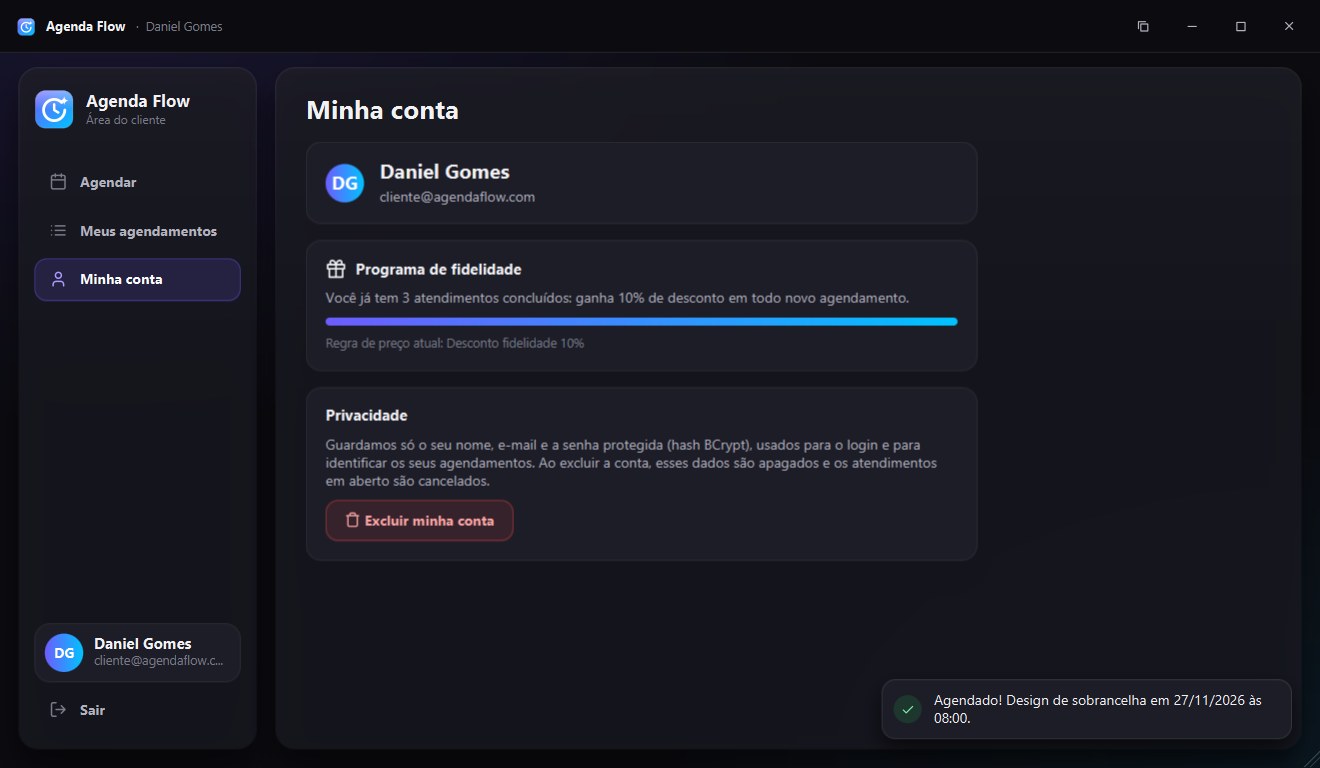 Agenda Flow · Daniel Gomes
Agenda Flow
Área do cliente
Agendar
Meus agendamentos
Minha conta
DG
Daniel Gomes
cliente@agendaflow.c...
Sair
Minha conta
DG
Daniel Gomes
cliente@agendaflow.com
Programa de fidelidade
Você já tem 3 atendimentos concluídos: ganha 10% de desconto em todo novo agendamento.
Regra de preço atual: Desconto fidelidade 10%
Privacidade
Guardamos só o seu nome, e-mail e a senha protegida (hash BCrypt), usados para o login e para
identificar os seus agendamentos. Ao excluir a conta, esses dados são apagados e os atendimentos
em aberto são cancelados.
Excluir minha conta
Agendado! Design de sobrancelha em 27/11/2026 às
08:00.